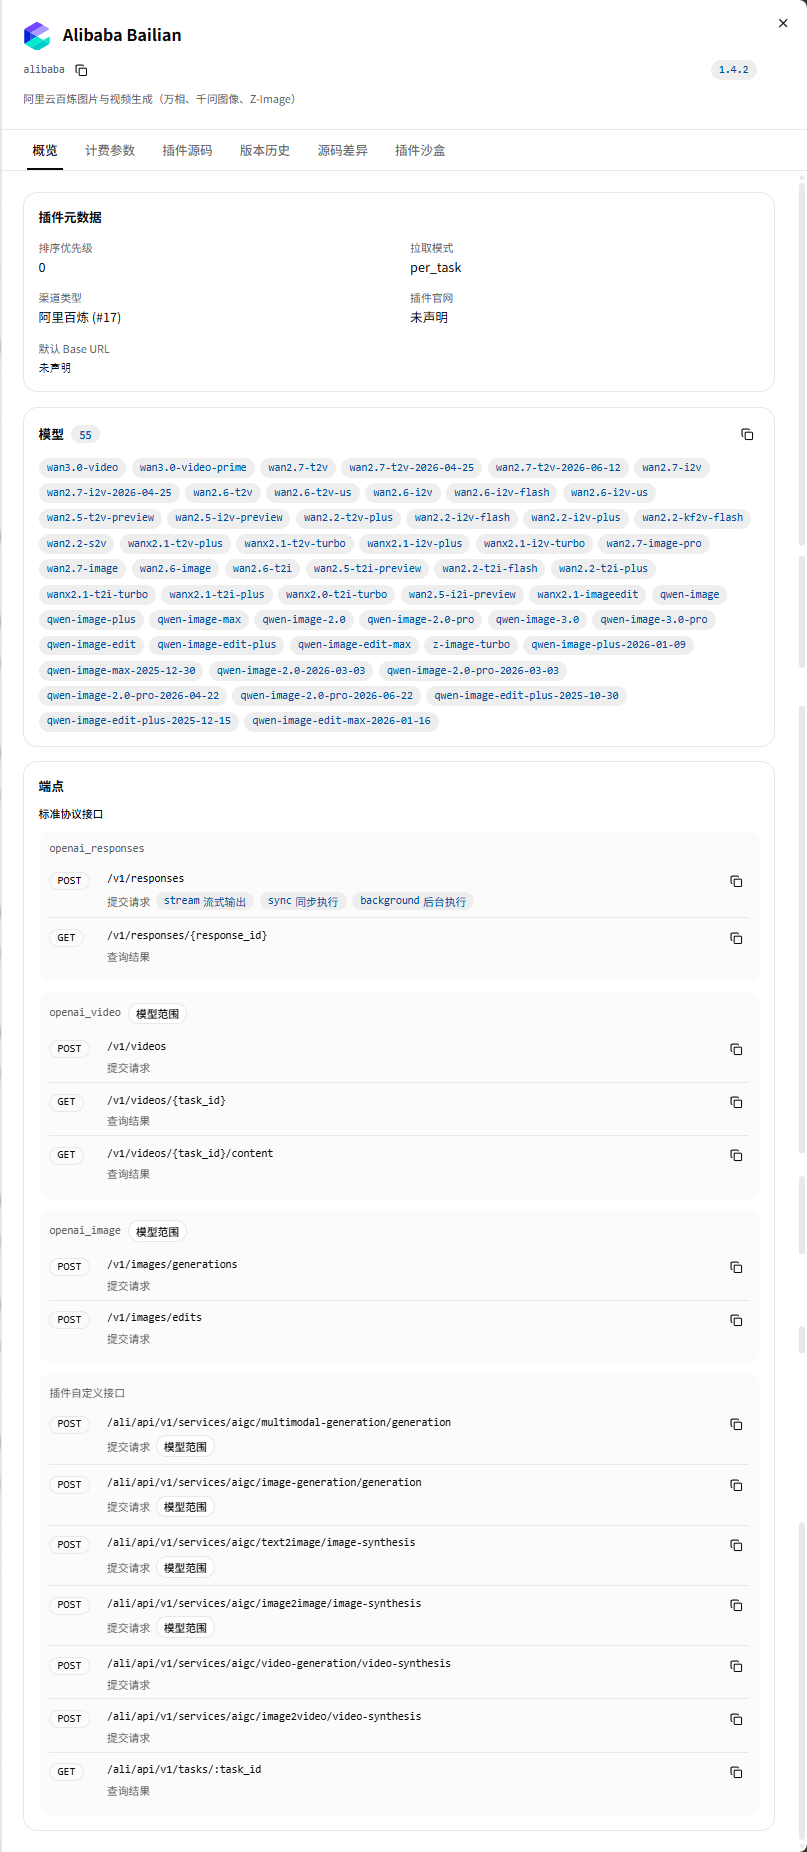 Alibaba Bailian
alibaba
1.4.2
阿里云百炼图片与视频生成（万相、千问图像、Z-Image）
概览 计费参数 插件源码 版本历史 源码差异 插件沙盒
插件元数据
排序优先级 拉取模式
0 per_task
渠道类型 插件官网
阿里百炼 (#17) 未声明
默认 Base URL
未声明
模型 55
wan3.0-video wan3.0-video-prime wan2.7-t2v wan2.7-t2v-2026-04-25 wan2.7-t2v-2026-06-12 wan2.7-i2v
wan2.7-i2v-2026-04-25 wan2.6-t2v wan2.6-t2v-us wan2.6-i2v wan2.6-i2v-flash wan2.6-i2v-us
wan2.5-t2v-preview wan2.5-i2v-preview wan2.2-t2v-plus wan2.2-i2v-flash wan2.2-i2v-plus wan2.2-kf2v-flash
wan2.2-s2v wanx2.1-t2v-plus wanx2.1-t2v-turbo wanx2.1-i2v-plus wanx2.1-i2v-turbo wan2.7-image-pro
wan2.7-image wan2.6-image wan2.6-t2i wan2.5-t2i-preview wan2.2-t2i-flash wan2.2-t2i-plus
wanx2.1-t2i-turbo wanx2.1-t2i-plus wanx2.0-t2i-turbo wan2.5-i2i-preview wanx2.1-imageedit qwen-image
qwen-image-plus qwen-image-max qwen-image-2.0 qwen-image-2.0-pro qwen-image-3.0 qwen-image-3.0-pro
qwen-image-edit qwen-image-edit-plus qwen-image-edit-max z-image-turbo qwen-image-plus-2026-01-09
qwen-image-max-2025-12-30 qwen-image-2.0-2026-03-03 qwen-image-2.0-pro-2026-03-03
qwen-image-2.0-pro-2026-04-22 qwen-image-2.0-pro-2026-06-22 qwen-image-edit-plus-2025-10-30
qwen-image-edit-plus-2025-12-15 qwen-image-edit-max-2026-01-16
端点
标准协议接口
openai_responses
POST /v1/responses
提交请求 stream 流式输出 sync 同步执行 background 后台执行
GET /v1/responses/{response_id}
查询结果
openai_video 模型范围
POST /v1/videos
提交请求
GET /v1/videos/{task_id}
查询结果
GET /v1/videos/{task_id}/content
查询结果
openai_image 模型范围
POST /v1/images/generations
提交请求
POST /v1/images/edits
提交请求
插件自定义接口
POST /ali/api/v1/services/aigc/multimodal-generation/generation
提交请求 模型范围
POST /ali/api/v1/services/aigc/image-generation/generation
提交请求 模型范围
POST /ali/api/v1/services/aigc/text2image/image-synthesis
提交请求 模型范围
POST /ali/api/v1/services/aigc/image2image/image-synthesis
提交请求 模型范围
POST /ali/api/v1/services/aigc/video-generation/video-synthesis
提交请求
POST /ali/api/v1/services/aigc/image2video/video-synthesis
提交请求
GET /ali/api/v1/tasks/:task_id
查询结果